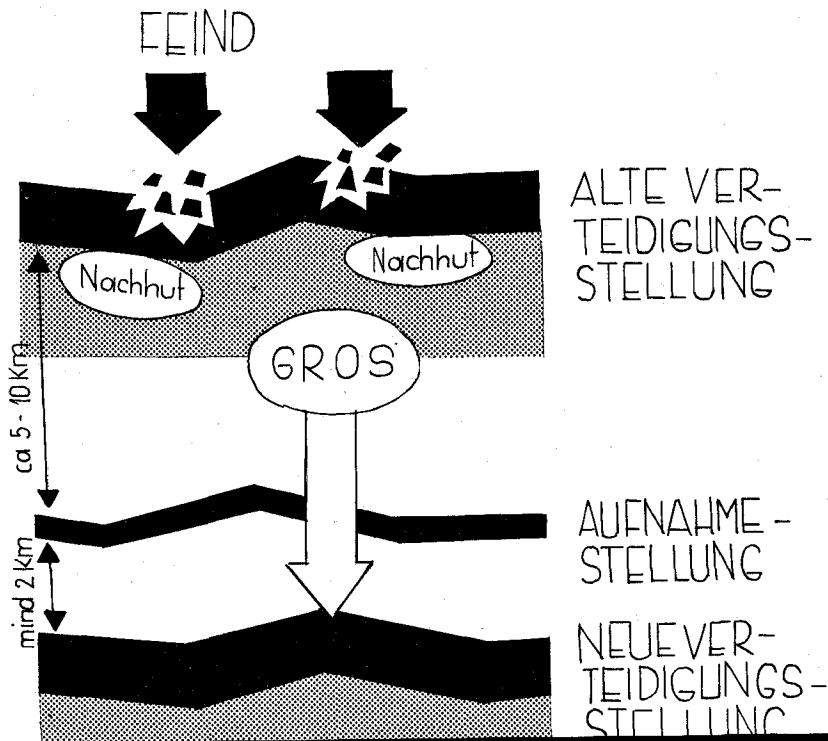 FEIND
ALTE VER-
TEIDIGUNGS-
STELLUNG
Nachhut
Nachhut
GROS
ca 5 - 10 Km
AUFNAHME-
STELLUNG
mind 2 Km
NEUE VER-
TEIDIGUNGS-
STELLUNG